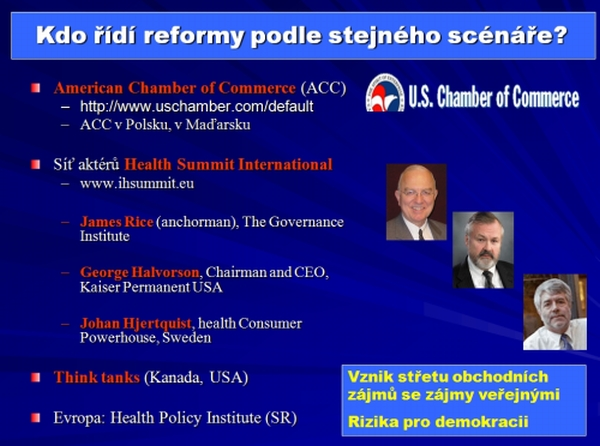 Kdo řídí reformy podle stejného scénáře?
American Chamber of Commerce (ACC)
– http://www.uschamber.com/default
– ACC v Polsku, v Maďarsku
U.S. Chamber of Commerce
Síť aktérů Health Summit International
– www.ihsummit.eu
– James Rice (anchorman), The Governance
Institute
– George Halvorson, Chairman and CEO,
Kaiser Permanent USA
– Johan Hjertquist, health Consumer
Powerhouse, Sweden
Think tanks (Kanada, USA)
Evropa: Health Policy Institute (SR)
Vznik střetu obchodních
zájmů se zájmy veřejnými
Rizika pro demokracii